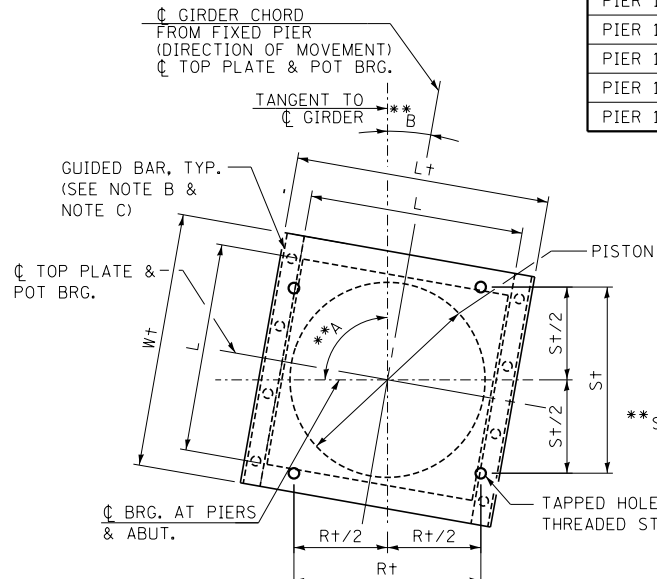 ℄ GIRDER CHORD
FROM FIXED PIER
(DIRECTION OF MOVEMENT)
℄ TOP PLATE & POT BRG.
PIER 1
PIER 1
PIER 1
PIER 1
PIER 1
TANGENT TO
℄ GIRDER
**
B
Lt
L
GUIDED BAR, TYP.
(SEE NOTE B &
NOTE C)
PISTON
℄ TOP PLATE &
POT BRG.
Wt
L
**A
St/2
St
St/2
**S
℄ BRG. AT PIERS
& ABUT.
TAPPED HOLE
THREADED ST
Rt/2
Rt/2
Rt